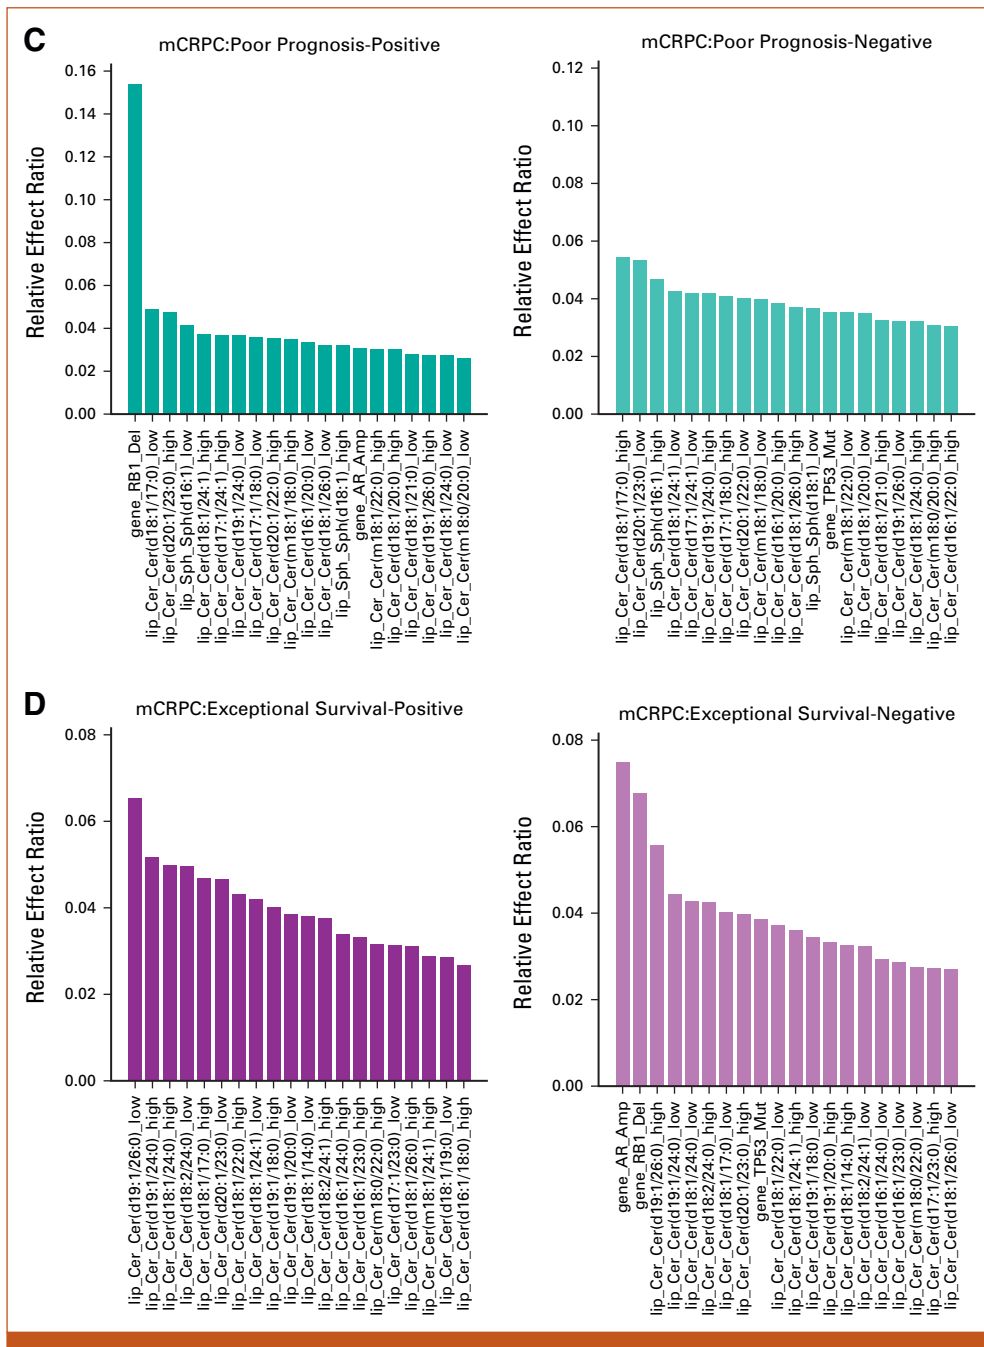 C
mCRPC:Poor Prognosis-Positive
Relative Effect Ratio
0.16
0.14
0.12
0.10
0.08
0.06
0.04
0.02
0.00
gene_RB1_Del
lip_Cer_Cer(d18:1/17:0)_low
lip_Cer_Cer(d20:1/23:0)_high
lip_Sph_Sph(d16:1)_low
lip_Cer_Cer(d18:1/24:1)_high
lip_Cer_Cer(d17:1/24:1)_high
lip_Cer_Cer(d19:1/24:0)_low
lip_Cer_Cer(d17:1/18:0)_low
lip_Cer_Cer(d20:1/22:0)_high
lip_Cer_Cer(m18:1/18:0)_high
lip_Cer_Cer(d16:1/20:0)_low
lip_Cer_Cer(d18:1/26:0)_low
lip_Sph_Sph(d18:1)_high
gene_AR_Amp
lip_Cer_Cer(m18:1/22:0)_high
lip_Cer_Cer(d18:1/20:0)_high
lip_Cer_Cer(d18:1/21:0)_low
lip_Cer_Cer(d19:1/26:0)_high
lip_Cer_Cer(d18:1/24:0)_low
lip_Cer_Cer(m18:0/20:0)_low
mCRPC:Poor Prognosis-Negative
Relative Effect Ratio
0.12
0.10
0.08
0.06
0.04
0.02
0.00
lip_Cer_Cer(d18:1/17:0)_high
lip_Cer_Cer(d20:1/23:0)_low
lip_Sph_Sph(d16:1)_high
lip_Cer_Cer(d18:1/24:1)_low
lip_Cer_Cer(d17:1/24:1)_low
lip_Cer_Cer(d19:1/24:0)_high
lip_Cer_Cer(d17:1/18:0)_high
lip_Cer_Cer(d20:1/22:0)_low
lip_Cer_Cer(m18:1/18:0)_low
lip_Cer_Cer(d16:1/20:0)_high
lip_Cer_Cer(d18:1/26:0)_high
lip_Sph_Sph(d18:1)_low
gene_TP53_Mut
lip_Cer_Cer(m18:1/22:0)_low
lip_Cer_Cer(d18:1/20:0)_low
lip_Cer_Cer(d18:1/21:0)_high
lip_Cer_Cer(d19:1/26:0)_low
lip_Cer_Cer(d18:1/24:0)_high
lip_Cer_Cer(m18:0/20:0)_high
lip_Cer_Cer(d16:1/22:0)_high
D
mCRPC:Exceptional Survival-Positive
Relative Effect Ratio
0.08
0.06
0.04
0.02
0.00
lip_Cer_Cer(d19:1/26:0)_low
lip_Cer_Cer(d19:1/24:0)_high
lip_Cer_Cer(d18:1/24:0)_high
lip_Cer_Cer(d18:2/24:0)_low
lip_Cer_Cer(d18:1/17:0)_high
lip_Cer_Cer(d20:1/23:0)_low
lip_Cer_Cer(d18:1/22:0)_high
lip_Cer_Cer(d18:1/24:1)_low
lip_Cer_Cer(d19:1/18:0)_high
lip_Cer_Cer(d19:1/20:0)_low
lip_Cer_Cer(d18:1/14:0)_low
lip_Cer_Cer(d18:2/24:1)_high
lip_Cer_Cer(d16:1/24:0)_high
lip_Cer_Cer(d16:1/23:0)_high
lip_Cer_Cer(m18:0/22:0)_high
lip_Cer_Cer(d17:1/23:0)_low
lip_Cer_Cer(d18:1/26:0)_high
lip_Cer_Cer(m18:1/24:1)_high
lip_Cer_Cer(d18:1/19:0)_low
lip_Cer_Cer(d16:1/18:0)_high
mCRPC:Exceptional Survival-Negative
Relative Effect Ratio
0.08
0.06
0.04
0.02
0.00
gene_AR_Amp
gene_RB1_Del
lip_Cer_Cer(d19:1/26:0)_high
lip_Cer_Cer(d19:1/24:0)_low
lip_Cer_Cer(d18:1/24:0)_low
lip_Cer_Cer(d18:2/24:0)_high
lip_Cer_Cer(d18:1/17:0)_low
lip_Cer_Cer(d20:1/23:0)_high
gene_TP53_Mut
lip_Cer_Cer(d18:1/22:0)_low
lip_Cer_Cer(d18:1/24:1)_high
lip_Cer_Cer(d19:1/18:0)_low
lip_Cer_Cer(d19:1/20:0)_high
lip_Cer_Cer(d18:1/14:0)_high
lip_Cer_Cer(d18:2/24:1)_low
lip_Cer_Cer(d16:1/24:0)_low
lip_Cer_Cer(d16:1/23:0)_low
lip_Cer_Cer(m18:0/22:0)_low
lip_Cer_Cer(d17:1/23:0)_high
lip_Cer_Cer(d18:1/26:0)_low